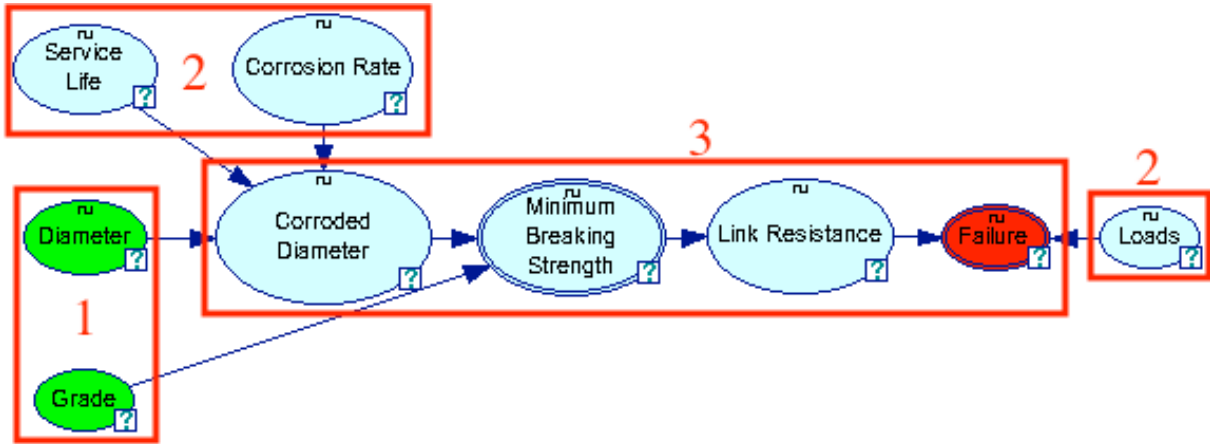 Service
Life
2
Corrosion Rate
?
?
3
2
Diameter
?
Corroded
Diameter
?
Minimum
Breaking
Strength
?
Link Resistance
?
Failure
?
Loads
?
1
Grade
?